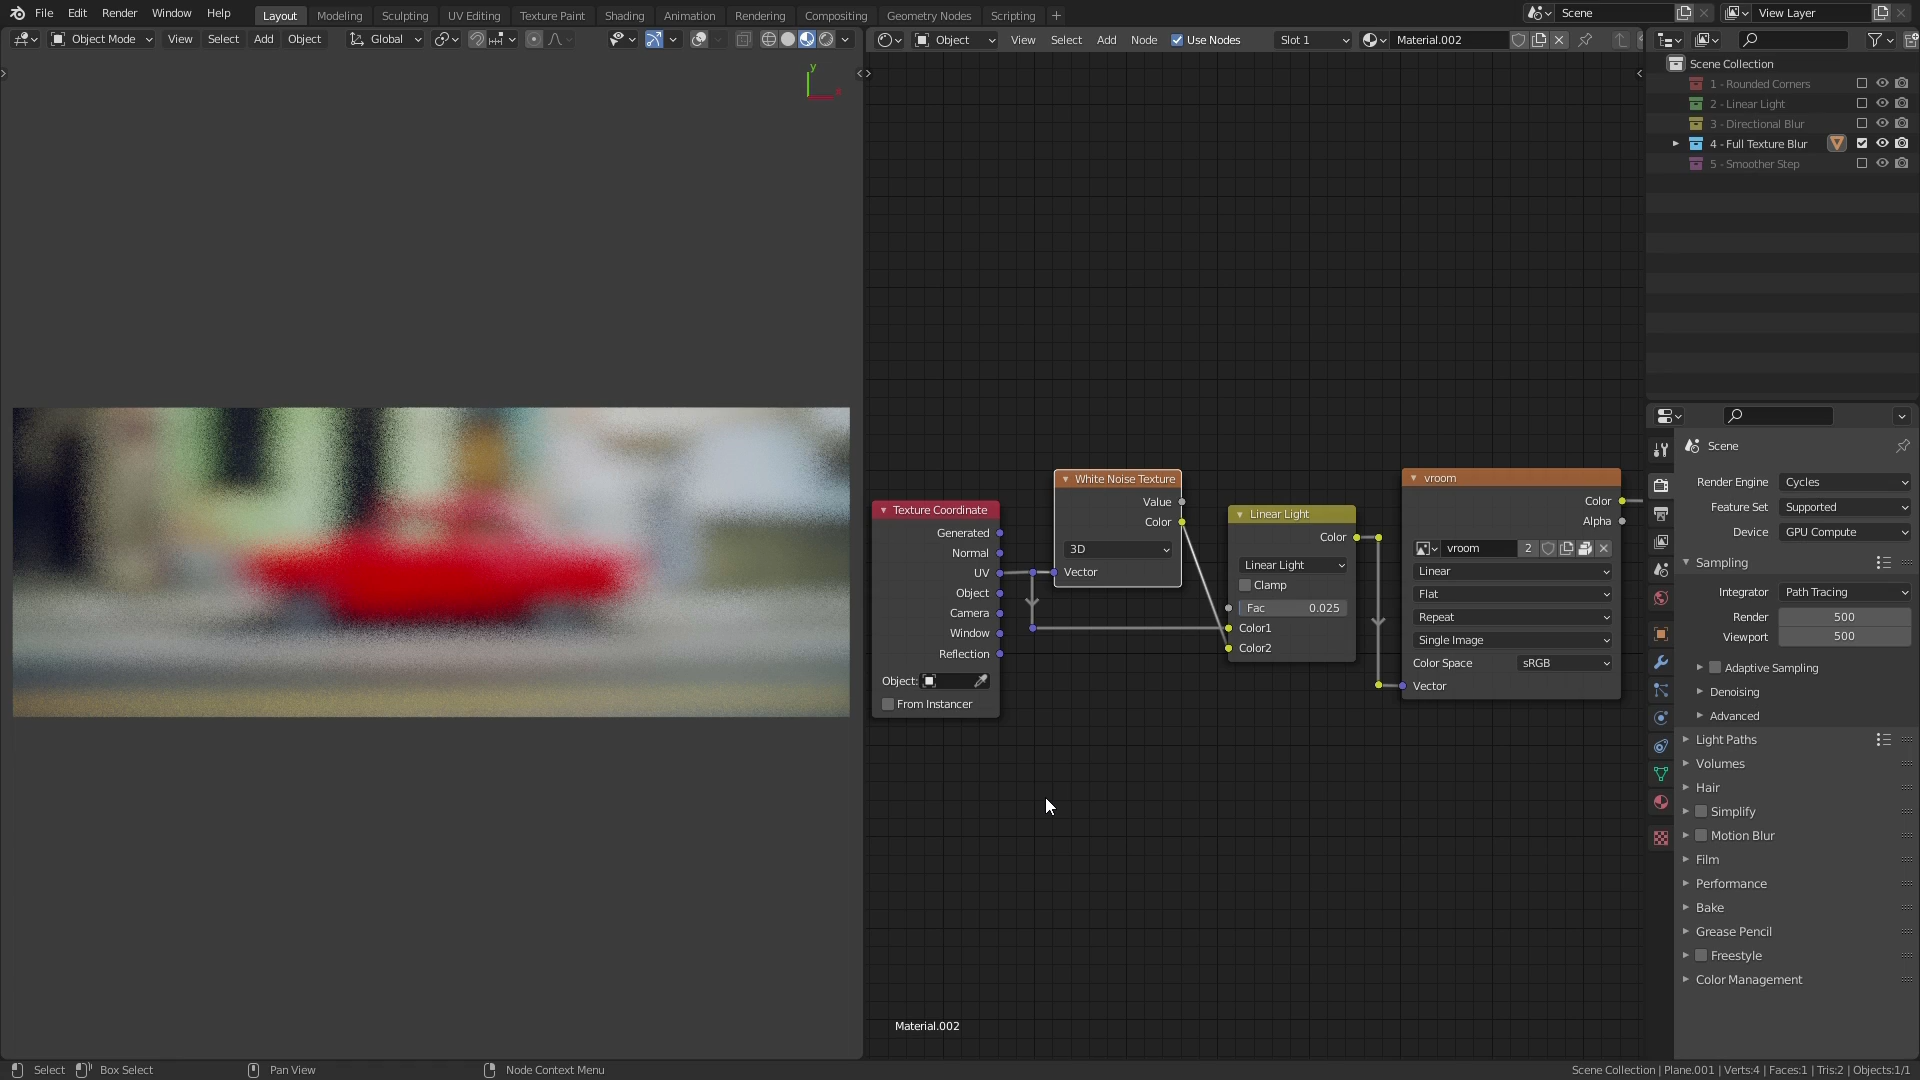 File Edit Render Window Help Layout Modeling Sculpting UV Editing Texture Paint Shading Animation Rendering Compositing Geometry Nodes Scripting + Scene View Layer
Object Mode View Select Add Object Global Object View Select Add Node Use Nodes Slot 1 Material.002
y
Scene Collection
1 - Rounded Corners
2 - Linear Light
3 - Directional Blur
4 - Full Texture Blur
5 - Smoother Step
Texture Coordinate
Generated
Normal
UV
Object
Camera
Window
Reflection
Object:
From Instancer
White Noise Texture
Value
Color
3D
Vector
Linear Light
Color
Linear Light
Clamp
Fac 0.025
Color1
Color2
vroom
Color
Alpha
vroom 2
Linear
Flat
Repeat
Single Image
Color Space sRGB
Vector
Material.002
Scene
Render Engine Cycles
Feature Set Supported
Device GPU Compute
Sampling
Integrator Path Tracing
Render 500
Viewport 500
Adaptive Sampling
Denoising
Advanced
Light Paths
Volumes
Hair
Simplify
Motion Blur
Film
Performance
Bake
Grease Pencil
Freestyle
Color Management
Select Box Select Pan View Node Context Menu Scene Collection | Plane.001 | Verts:4 | Faces:1 | Tris:2 | Objects:1/1